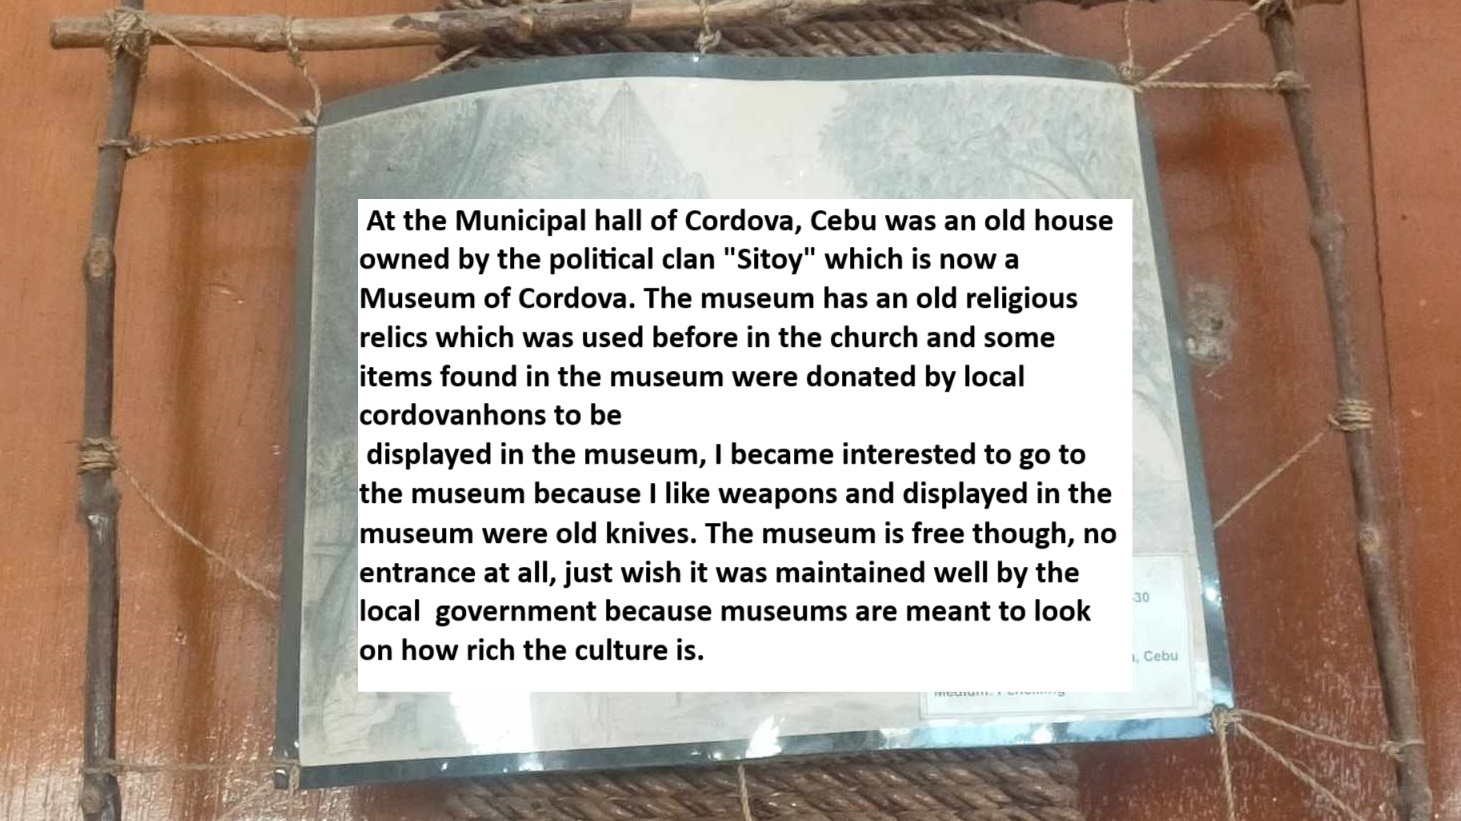 At the Municipal hall of Cordova, Cebu was an old house
owned by the political clan "Sitoy" which is now a
Museum of Cordova. The museum has an old religious
relics which was used before in the church and some
items found in the museum were donated by local
cordovanhons to be
displayed in the museum, I became interested to go to
the museum because I like weapons and displayed in the
museum were old knives. The museum is free though, no
entrance at all, just wish it was maintained well by the
local  government because museums are meant to look
on how rich the culture is.
-30
, Cebu
Medium: